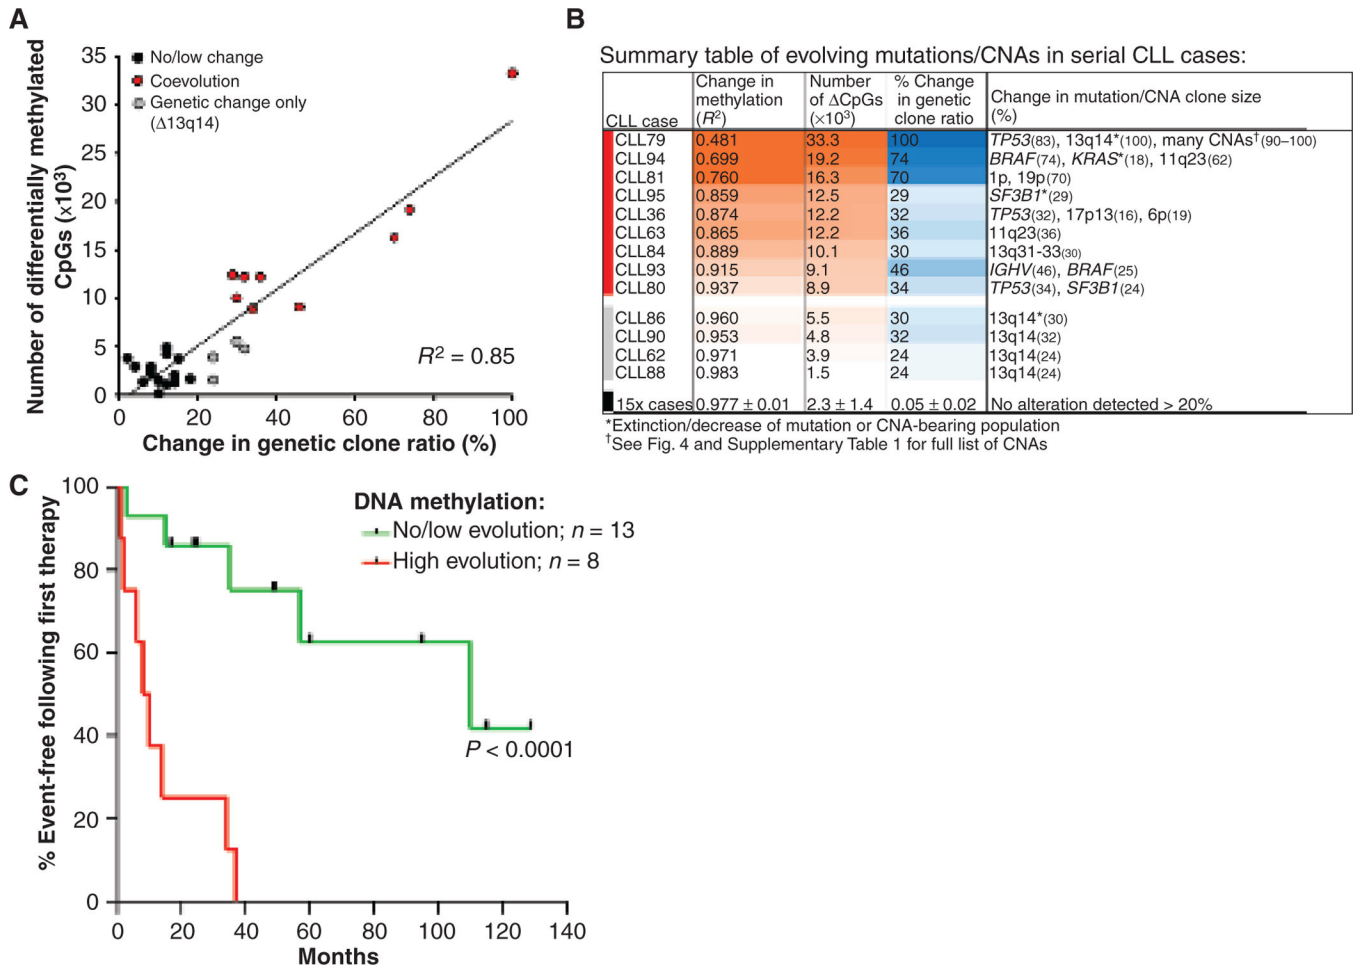 A
Number of differentially methylated
CpGs (x10³)
35
30
25
20
15
10
5
0
No/low change
Coevolution
Genetic change only
(Δ13q14)
R² = 0.85
0 20 40 60 80 100
Change in genetic clone ratio (%)
B
Summary table of evolving mutations/CNAs in serial CLL cases:
CLL case | Change in methylation (R²) | Number of ΔCpGs (×10³) | % Change in genetic clone ratio | Change in mutation/CNA clone size (%)
CLL79 0.481 33.3 100 TP53(83), 13q14*(100), many CNAs†(90–100)
CLL94 0.699 19.2 74 BRAF(74), KRAS*(18), 11q23(62)
CLL81 0.760 16.3 70 1p, 19p(70)
CLL95 0.859 12.5 29 SF3B1*(29)
CLL36 0.874 12.2 32 TP53(32), 17p13(16), 6p(19)
CLL63 0.865 12.2 36 11q23(36)
CLL84 0.889 10.1 30 13q31-33(30)
CLL93 0.915 9.1 46 IGHV(46), BRAF(25)
CLL80 0.937 8.9 34 TP53(34), SF3B1(24)
CLL86 0.960 5.5 30 13q14*(30)
CLL90 0.953 4.8 32 13q14(32)
CLL62 0.971 3.9 24 13q14(24)
CLL88 0.983 1.5 24 13q14(24)
15x cases 0.977 ± 0.01 2.3 ± 1.4 0.05 ± 0.02 No alteration detected > 20%
*Extinction/decrease of mutation or CNA-bearing population
†See Fig. 4 and Supplementary Table 1 for full list of CNAs
C
% Event-free following first therapy
100
80
60
40
20
0
DNA methylation:
No/low evolution; n = 13
High evolution; n = 8
P < 0.0001
0 20 40 60 80 100 120 140
Months